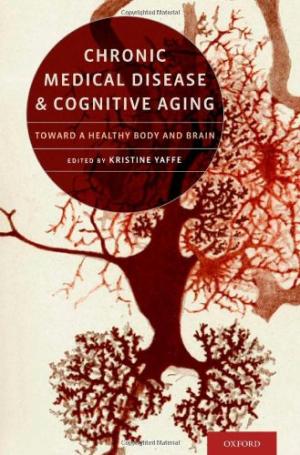 CHRONIC
MEDICAL DISEASE
& COGNITIVE AGING
TOWARD A HEALTHY BODY AND BRAIN
EDITED BY KRISTINE YAFFE
OXFORD